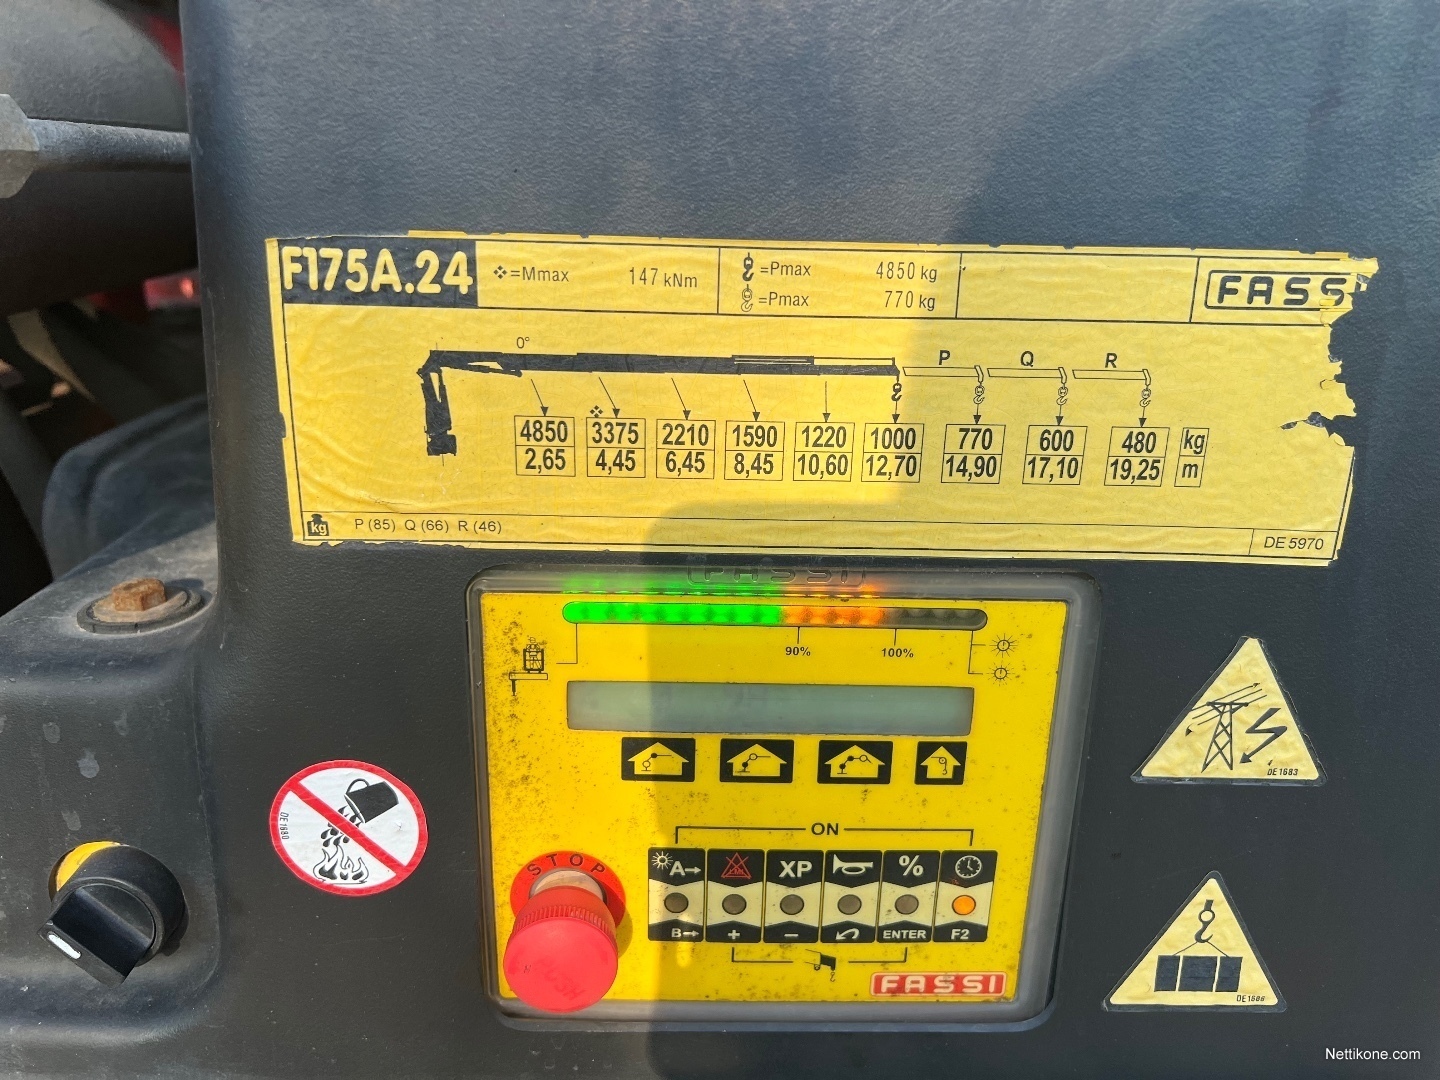 F175A.24
=Mmax 147 kNm
=Pmax 4850 kg
=Pmax 770 kg
FASSI
0°
P Q R
4850 3375 2210 1590 1220 1000 770 600 480 kg
2,65 4,45 6,45 8,45 10,60 12,70 14,90 17,10 19,25 m
kg P (85) Q (66) R (46)
DE 5970
FASSI
90% 100%
DE 1683
DE 1680
ON
STOP
A→ XP %
B→ + − ENTER F2
PUSH
FASSI
DE 1686
Nettikone.com